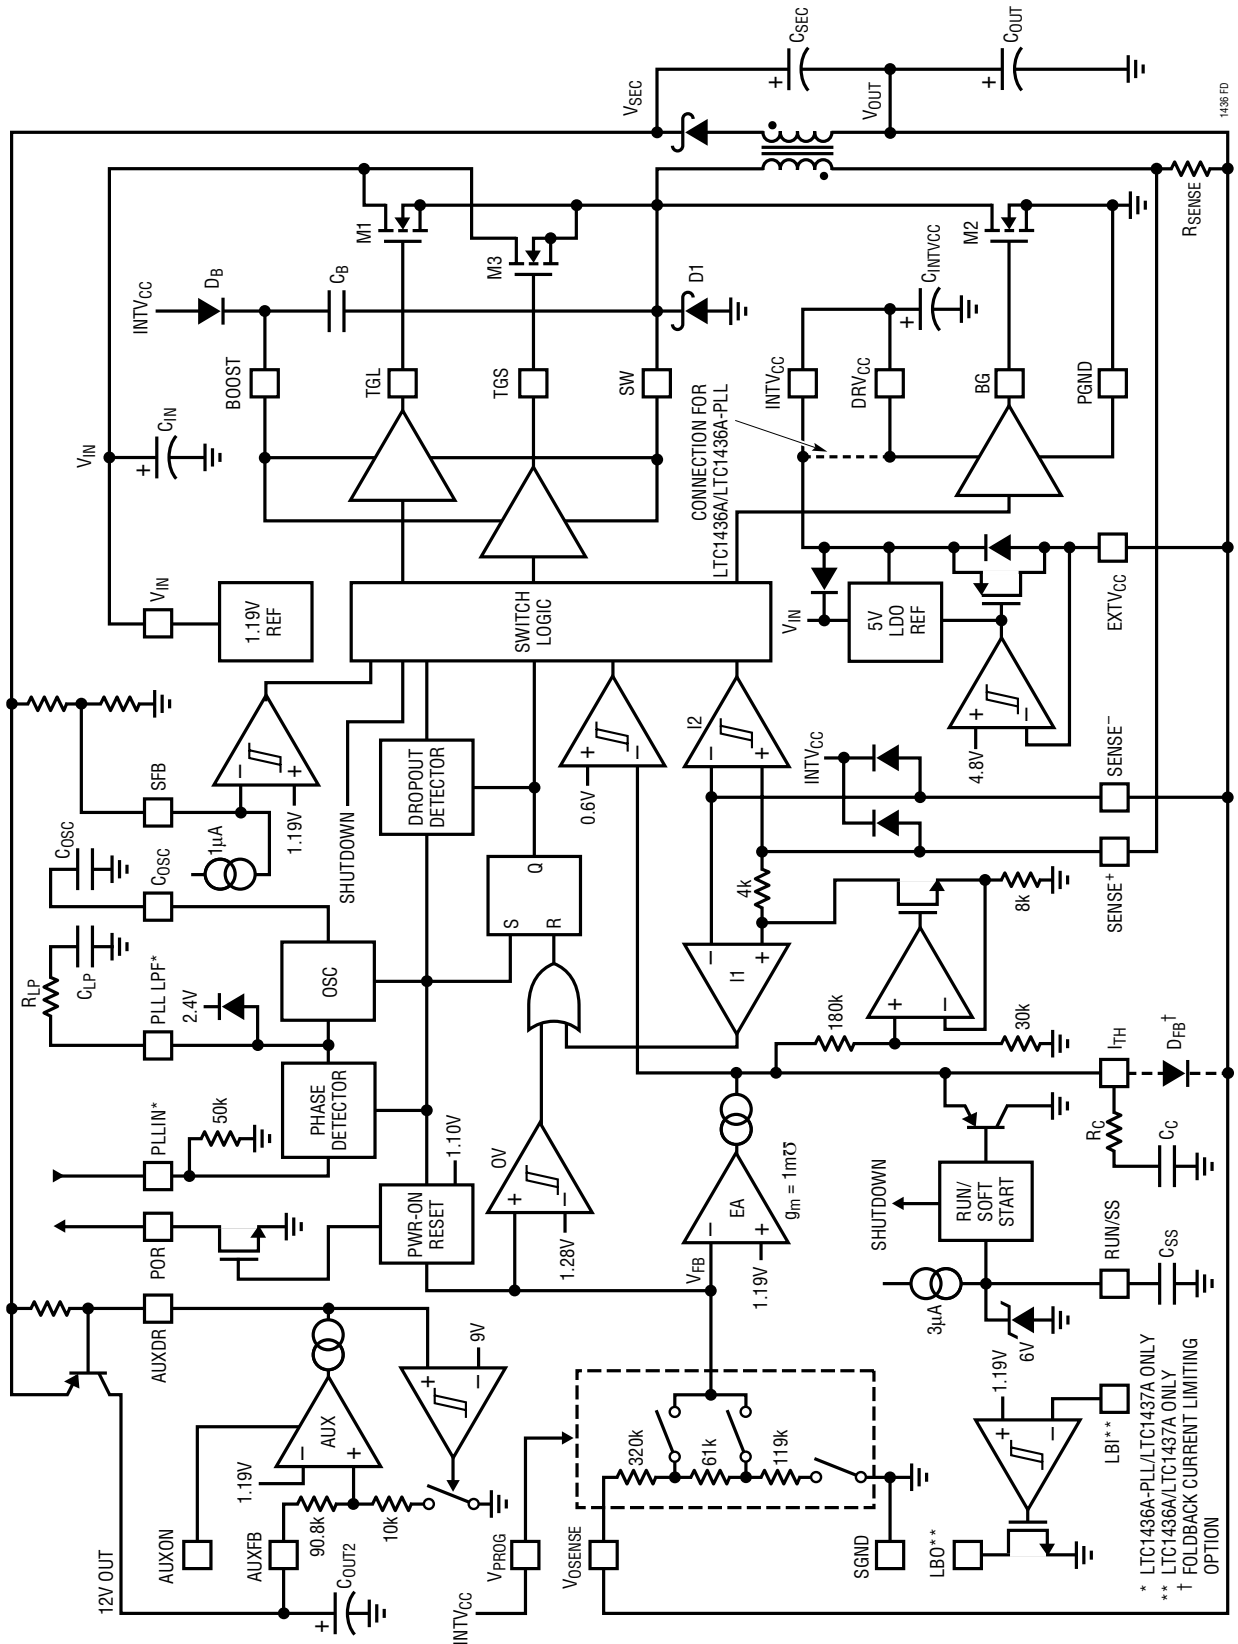 VSEC
CSEC
COUT
VOUT
1436 FD
M1
M3
RSENSE
M2
INTVCC
DB
CB
D1
CINTVCC
+
+
+
BOOST
TGL
TGS
SW
INTVCC
DRVCC
BG
PGND
VIN
CIN
+
CONNECTION FOR
LTC1436A/LTC1436A-PLL
VIN
1.19V
REF
SWITCH
LOGIC
VIN
5V
LDO
REF
EXTVCC
SFB
1.19V
1µA
SHUTDOWN
DROPOUT
DETECTOR
0.6V
I2
INTVCC
4.8V
SENSE–
COSC
COSC
S
Q
R
4k
8k
SENSE+
RLP
CLP
PLL LPF*
2.4V
OSC
I1
180k
30k
ITH
DFB†
PLLIN*
50k
PHASE
DETECTOR
RC
CC
POR
PWR-ON
RESET
1.10V
OV
1.28V
EA
gm = 1m℧
VFB
1.19V
SHUTDOWN
RUN/
SOFT
START
RUN/SS
CSS
3µA
6V
AUXDR
AUX
9V
1.19V
AUXON
AUXFB
90.8k
10k
12V OUT
COUT2
+
INTVCC
VPROG
VOSENSE
320k
61k
119k
SGND
1.19V
LBI**
LBO**
* LTC1436A-PLL/LTC1437A ONLY
** LTC1436A/LTC1437A ONLY
† FOLDBACK CURRENT LIMITING
OPTION